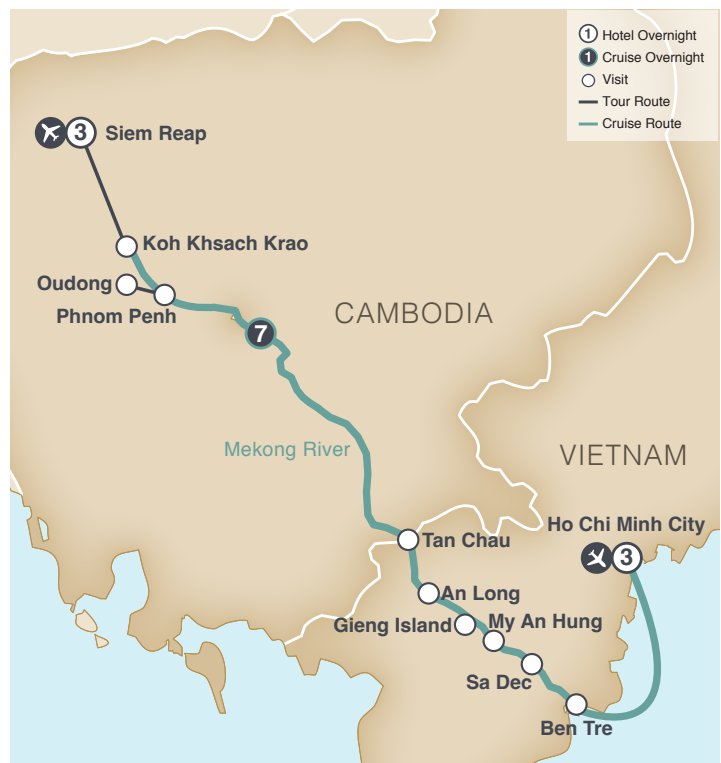 1 Hotel Overnight
1 Cruise Overnight
Visit
Tour Route
Cruise Route
3 Siem Reap
Koh Khsach Krao
Oudong
Phnom Penh
CAMBODIA
7
Mekong River
VIETNAM
Ho Chi Minh City
3
Tan Chau
An Long
Gieng Island
My An Hung
Sa Dec
Ben Tre